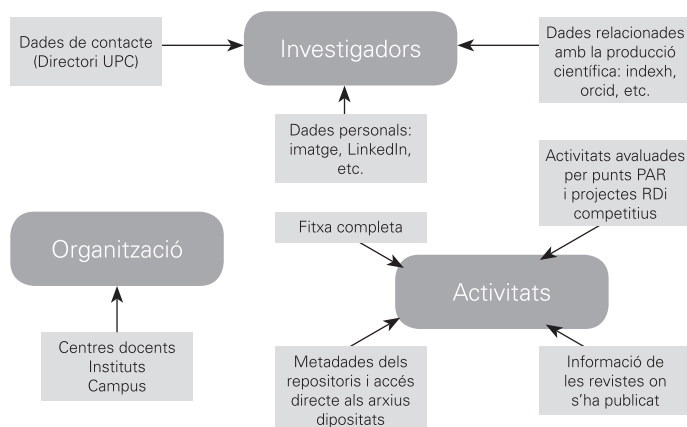 Dades de contacte
(Directori UPC)
Investigadors
Dades relacionades
amb la producció
científica: indexh,
orcid, etc.
Dades personals:
imatge, LinkedIn,
etc.
Activitats avaluades
per punts PAR
i projectes RDi
competitius
Organització
Fitxa completa
Activitats
Centres docents
Instituts
Campus
Metadades dels
repositoris i accés
directe als arxius
dipositats
Informació de
les revistes on
s'ha publicat